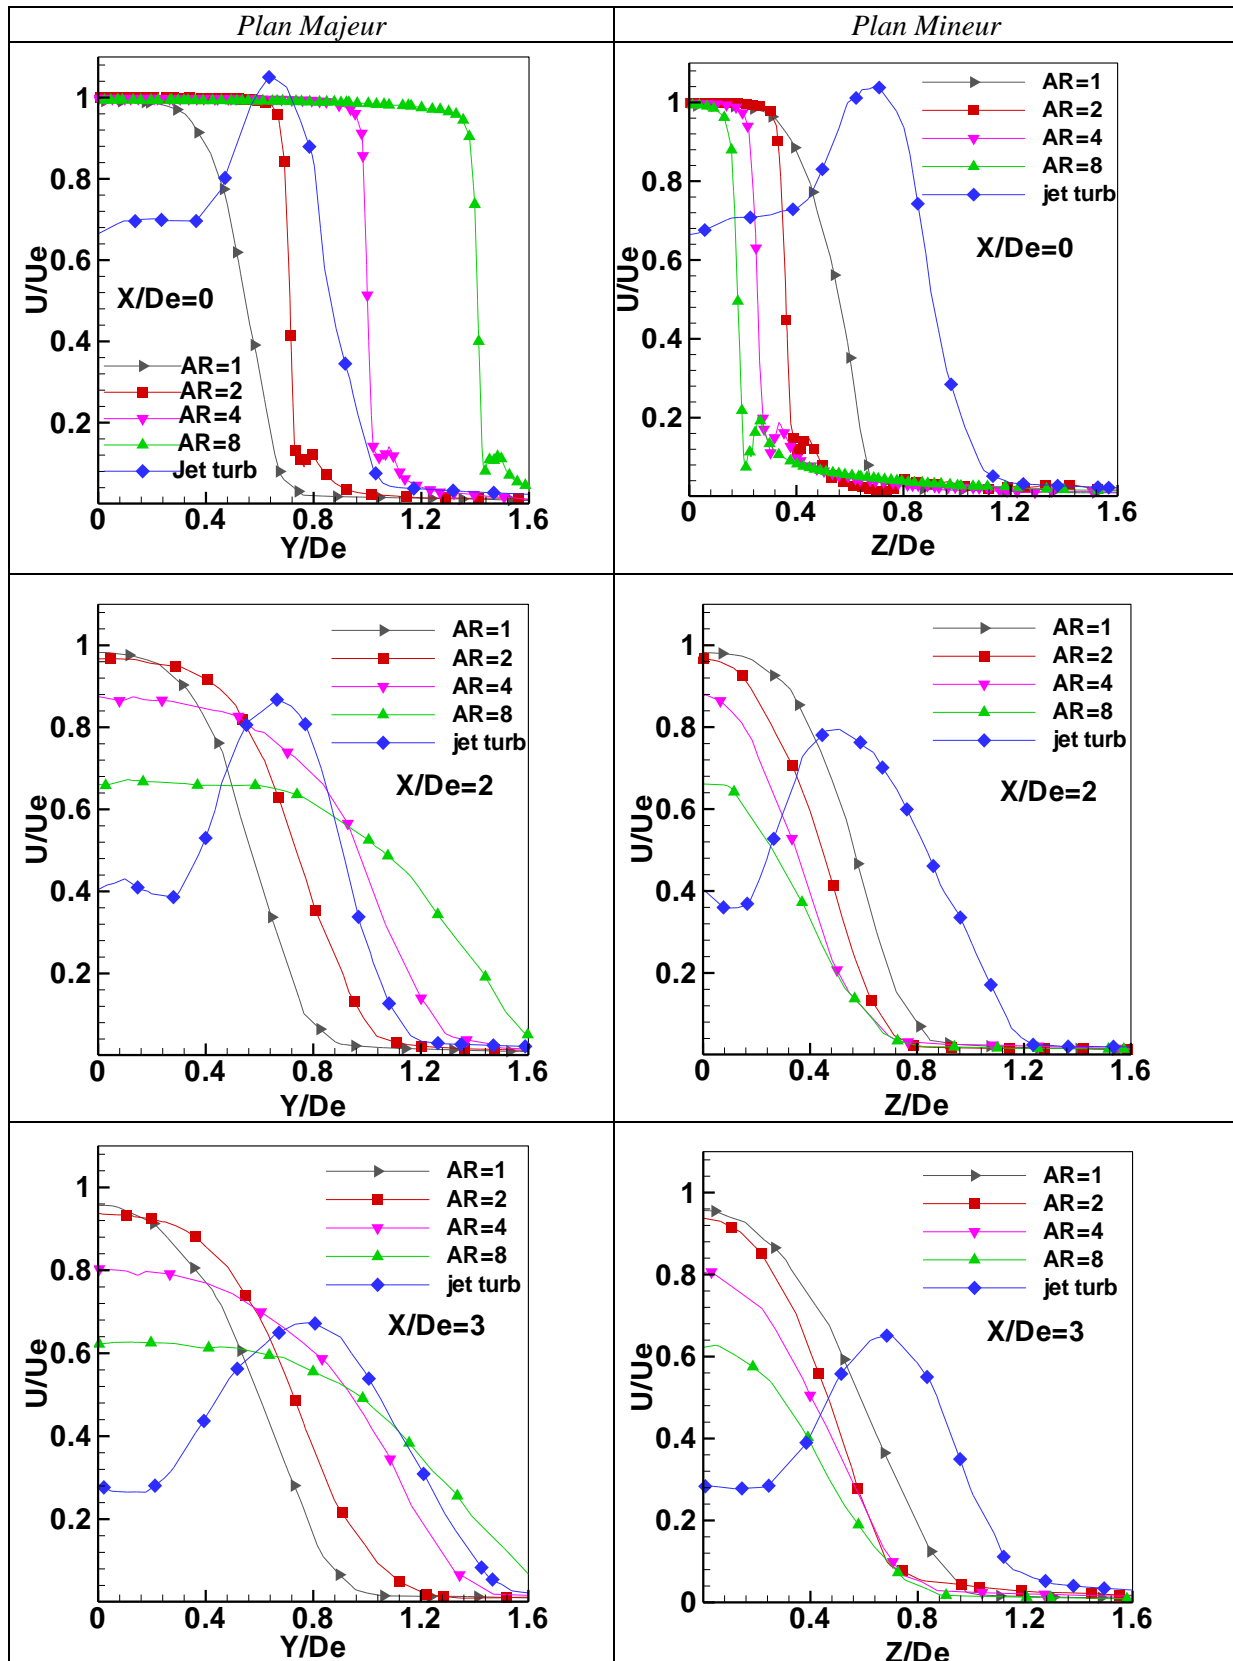 Plan Majeur
Plan Mineur
1
0.8
0.6
0.4
0.2
U/Ue
X/De=0
AR=1
AR=2
AR=4
AR=8
Jet turb
0 0.4 0.8 1.2 1.6
Y/De
1
0.8
0.6
0.4
0.2
0
U/Ue
AR=1
AR=2
AR=4
AR=8
jet turb
X/De=0
0 0.4 0.8 1.2 1.6
Z/De
1
0.8
0.6
0.4
0.2
0
U/Ue
AR=1
AR=2
AR=4
AR=8
jet turb
X/De=2
0 0.4 0.8 1.2 1.6
Y/De
1
0.8
0.6
0.4
0.2
0
U/Ue
AR=1
AR=2
AR=4
AR=8
jet turb
X/De=2
0 0.4 0.8 1.2 1.6
Z/De
1
0.8
0.6
0.4
0.2
0
U/Ue
AR=1
AR=2
AR=4
AR=8
jet turb
X/De=3
0 0.4 0.8 1.2 1.6
Y/De
1
0.8
0.6
0.4
0.2
0
U/Ue
AR=1
AR=2
AR=4
AR=8
jet turb
X/De=3
0.4 0.8 1.2 1.6
Z/De